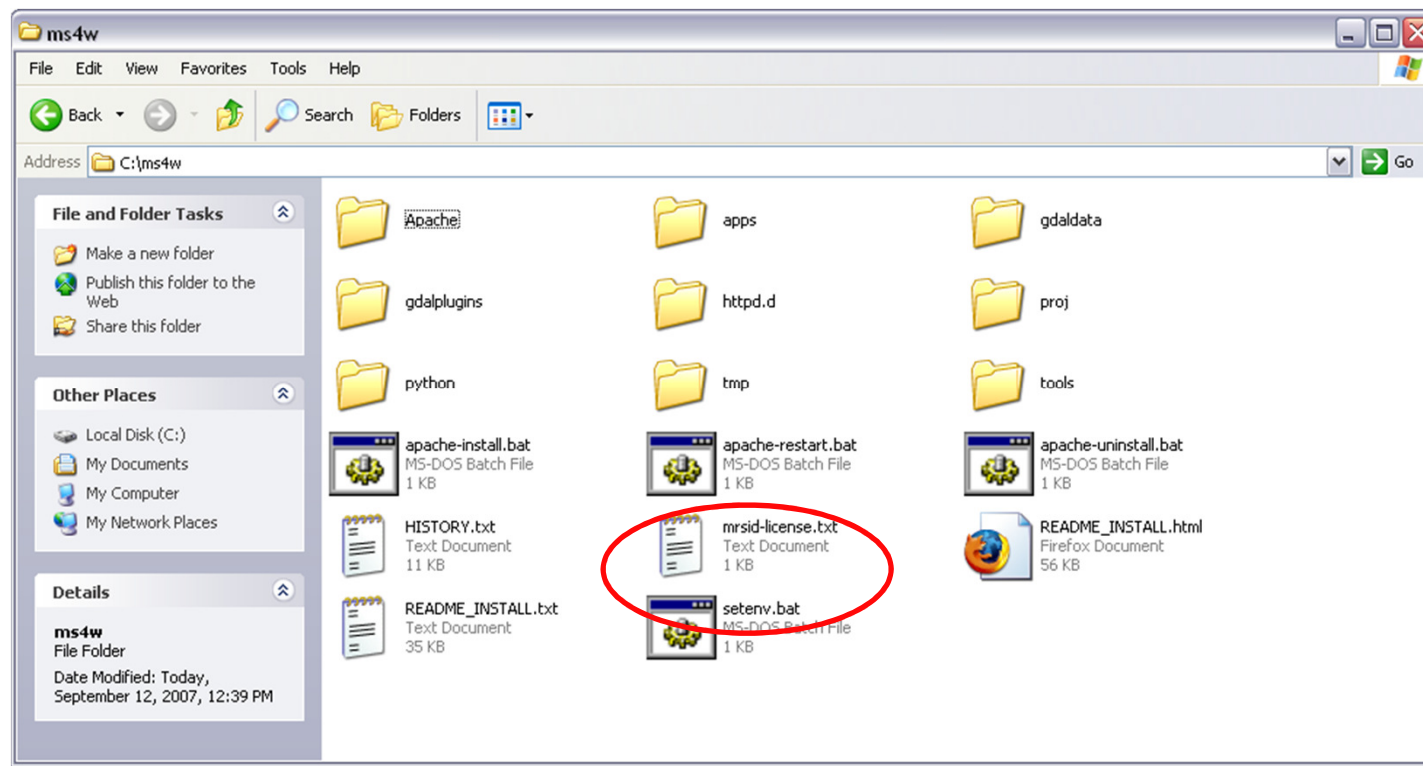 ms4w
File Edit View Favorites Tools Help
Back Search Folders
Address C:\ms4w Go
File and Folder Tasks
Make a new folder
Publish this folder to the
Web
Share this folder
Other Places
Local Disk (C:)
My Documents
My Computer
My Network Places
Details
ms4w
File Folder
Date Modified: Today,
September 12, 2007, 12:39 PM
Apache apps gdaldata
gdalplugins httpd.d proj
python tmp tools
apache-install.bat apache-restart.bat apache-uninstall.bat
MS-DOS Batch File MS-DOS Batch File MS-DOS Batch File
1 KB 1 KB 1 KB
HISTORY.txt mrsid-license.txt README_INSTALL.html
Text Document Text Document Firefox Document
11 KB 1 KB 56 KB
README_INSTALL.txt setenv.bat
Text Document MS-DOS Batch File
35 KB 1 KB